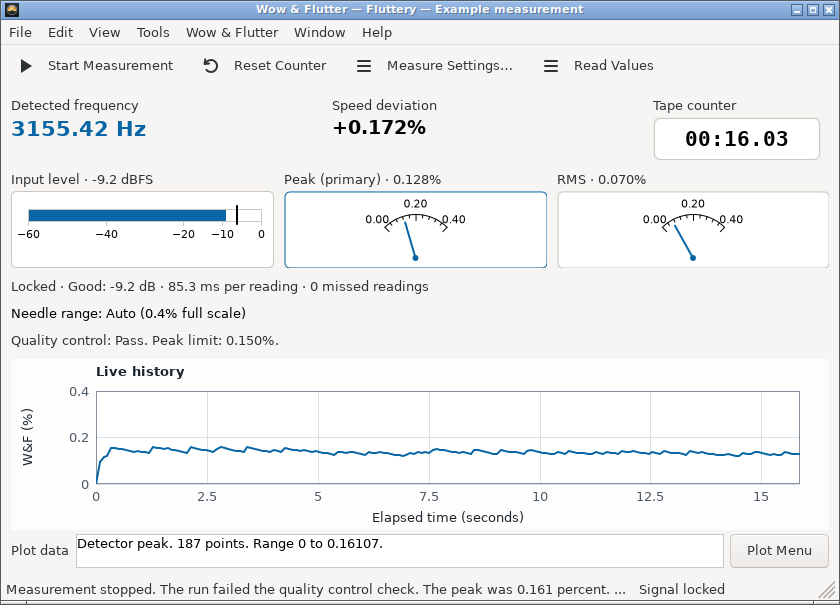 Wow & Flutter — Fluttery — Example measurement
File Edit View Tools Wow & Flutter Window Help
Start Measurement Reset Counter Measure Settings... Read Values
Detected frequency Speed deviation Tape counter
3155.42 Hz +0.172% 00:16.03
Input level · -9.2 dBFS Peak (primary) · 0.128% RMS · 0.070%
0.20 0.20
0.00 0.40 0.00 0.40
−60 −40 −20 −10 0
Locked · Good: -9.2 dB · 85.3 ms per reading · 0 missed readings
Needle range: Auto (0.4% full scale)
Quality control: Pass. Peak limit: 0.150%.
Live history
0.4
0.2
0
W&F (%)
0 2.5 5 7.5 10 12.5 15
Elapsed time (seconds)
Plot data Detector peak. 187 points. Range 0 to 0.16107. Plot Menu
Measurement stopped. The run failed the quality control check. The peak was 0.161 percent. ... Signal locked